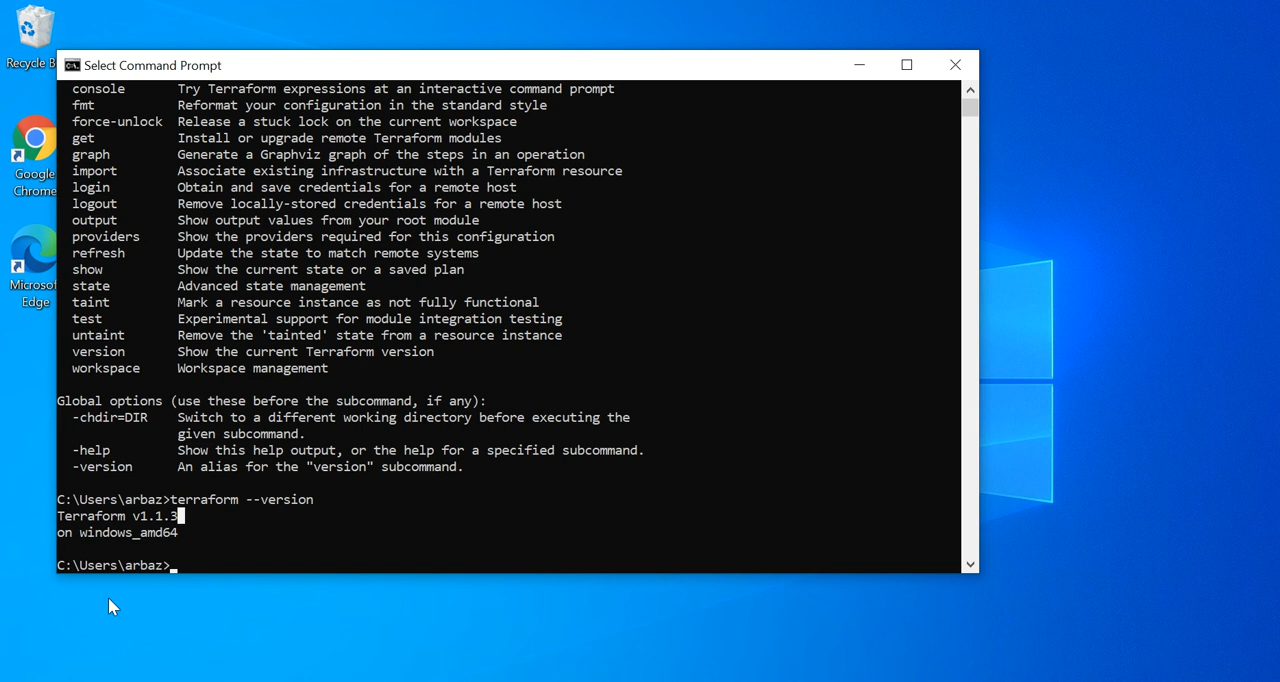 Recycle B
Select Command Prompt
console Try Terraform expressions at an interactive command prompt
fmt Reformat your configuration in the standard style
force-unlock Release a stuck lock on the current workspace
get Install or upgrade remote Terraform modules
graph Generate a Graphviz graph of the steps in an operation
import Associate existing infrastructure with a Terraform resource
login Obtain and save credentials for a remote host
logout Remove locally-stored credentials for a remote host
output Show output values from your root module
providers Show the providers required for this configuration
refresh Update the state to match remote systems
show Show the current state or a saved plan
state Advanced state management
taint Mark a resource instance as not fully functional
test Experimental support for module integration testing
untaint Remove the 'tainted' state from a resource instance
version Show the current Terraform version
workspace Workspace management
Global options (use these before the subcommand, if any):
-chdir=DIR Switch to a different working directory before executing the
given subcommand.
-help Show this help output, or the help for a specified subcommand.
-version An alias for the "version" subcommand.
C:\Users\arbaz>terraform --version
Terraform v1.1.3
on windows_amd64
C:\Users\arbaz>_
Google
Chrome
Microsof
Edge